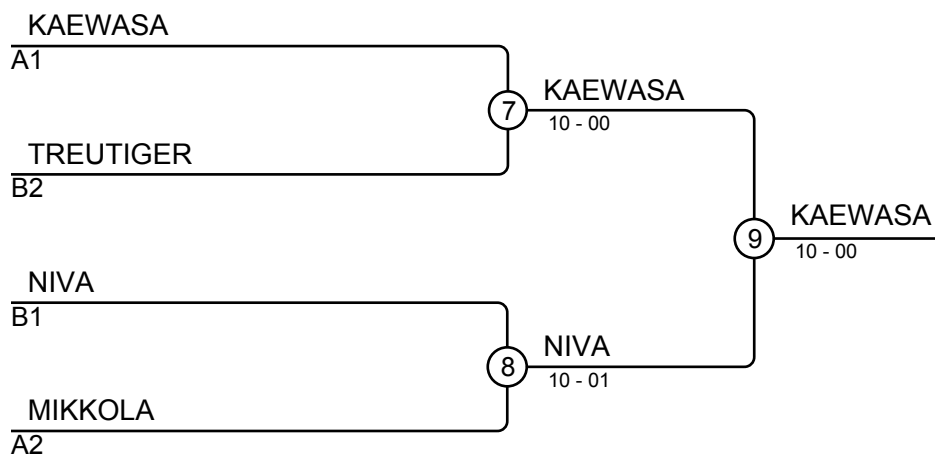 KAEWASA
A1
7
KAEWASA
10 - 00
TREUTIGER
B2
9
KAEWASA
10 - 00
NIVA
B1
8
NIVA
10 - 01
MIKKOLA
A2